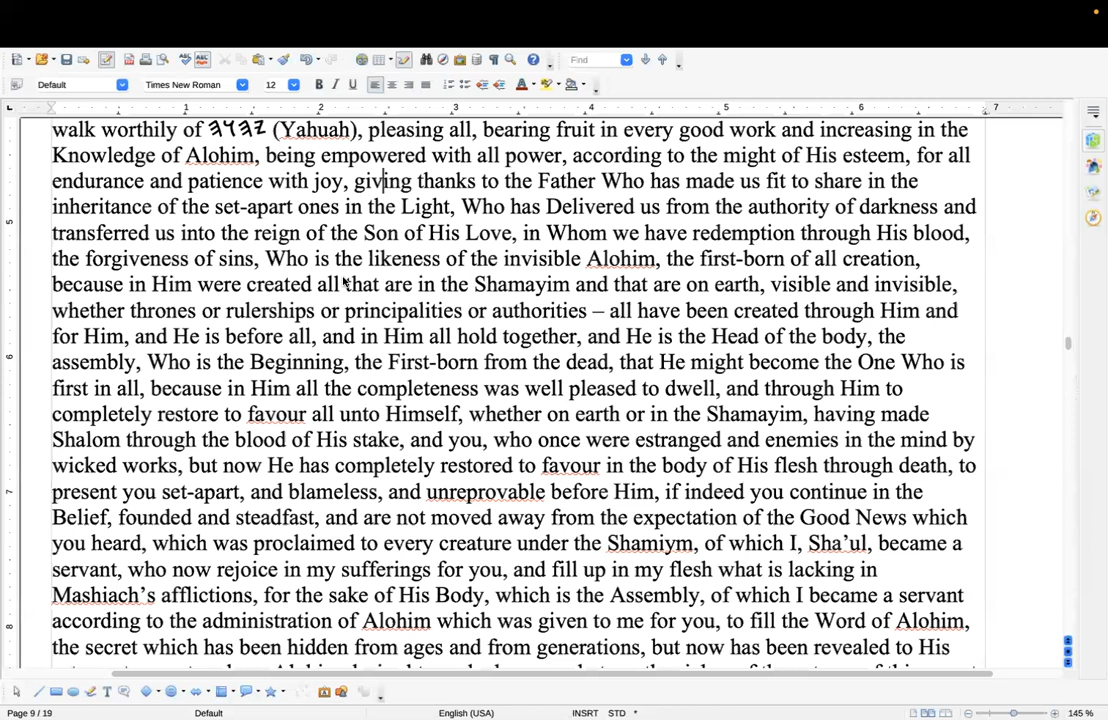 Find
Default
Times New Roman
12
1 2 3 4 5 6 7
walk worthily of 𐤉𐤄𐤅𐤄 (Yahuah), pleasing all, bearing fruit in every good work and increasing in the
Knowledge of Alohim, being empowered with all power, according to the might of His esteem, for all
endurance and patience with joy, giving thanks to the Father Who has made us fit to share in the
inheritance of the set-apart ones in the Light, Who has Delivered us from the authority of darkness and
transferred us into the reign of the Son of His Love, in Whom we have redemption through His blood,
the forgiveness of sins, Who is the likeness of the invisible Alohim, the first-born of all creation,
because in Him were created all that are in the Shamayim and that are on earth, visible and invisible,
whether thrones or rulerships or principalities or authorities – all have been created through Him and
for Him, and He is before all, and in Him all hold together, and He is the Head of the body, the
assembly, Who is the Beginning, the First-born from the dead, that He might become the One Who is
first in all, because in Him all the completeness was well pleased to dwell, and through Him to
completely restore to favour all unto Himself, whether on earth or in the Shamayim, having made
Shalom through the blood of His stake, and you, who once were estranged and enemies in the mind by
wicked works, but now He has completely restored to favour in the body of His flesh through death, to
present you set-apart, and blameless, and unreprovable before Him, if indeed you continue in the
Belief, founded and steadfast, and are not moved away from the expectation of the Good News which
you heard, which was proclaimed to every creature under the Shamiym, of which I, Sha’ul, became a
servant, who now rejoice in my sufferings for you, and fill up in my flesh what is lacking in
Mashiach’s afflictions, for the sake of His Body, which is the Assembly, of which I became a servant
according to the administration of Alohim which was given to me for you, to fill the Word of Alohim,
the secret which has been hidden from ages and from generations, but now has been revealed to His
5
6
7
8
Page 9 / 19
Default
English (USA)
INSRT STD *
145 %